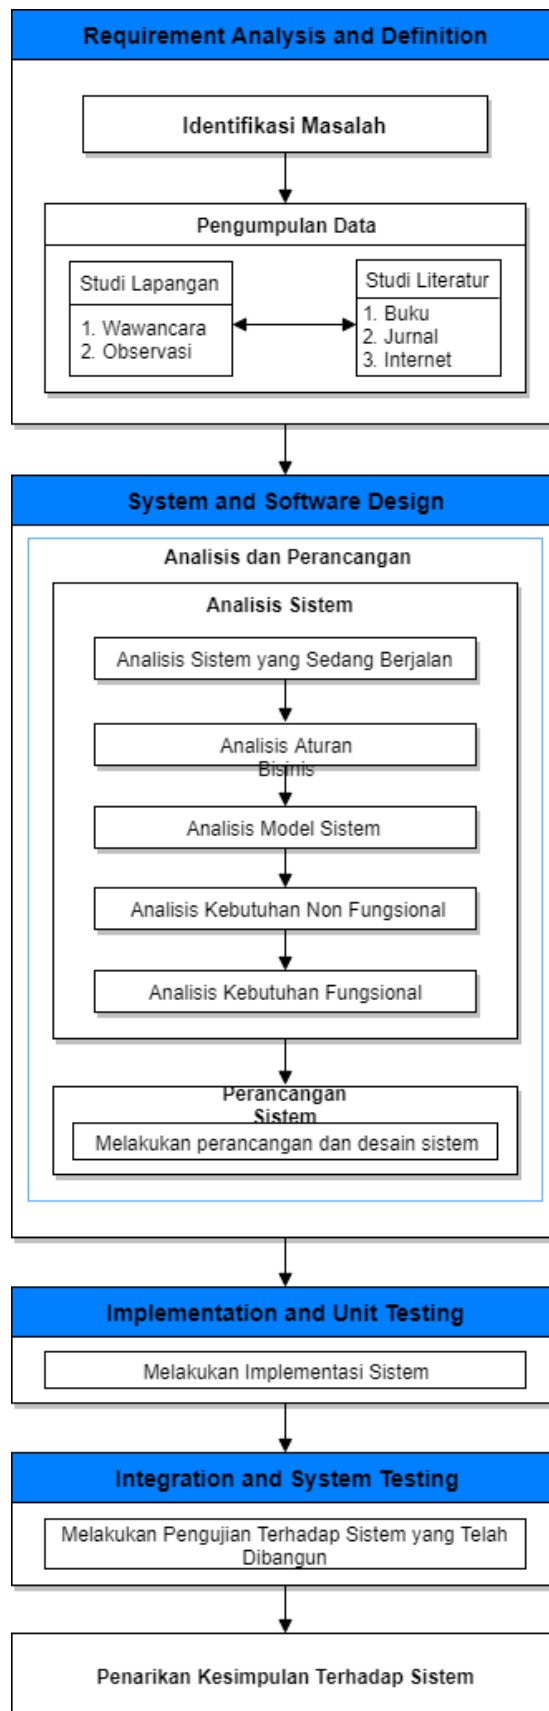 Requirement Analysis and Definition
Identifikasi Masalah
Pengumpulan Data
Studi Lapangan
1. Wawancara
2. Observasi
Studi Literatur
1. Buku
2. Jurnal
3. Internet
System and Software Design
Analisis dan Perancangan
Analisis Sistem
Analisis Sistem yang Sedang Berjalan
Analisis Aturan
Bisinis
Analisis Model Sistem
Analisis Kebutuhan Non Fungsional
Analisis Kebutuhan Fungsional
Perancangan
Sistem
Melakukan perancangan dan desain sistem
Implementation and Unit Testing
Melakukan Implementasi Sistem
Integration and System Testing
Melakukan Pengujian Terhadap Sistem yang Telah
Dibangun
Penarikan Kesimpulan Terhadap Sistem